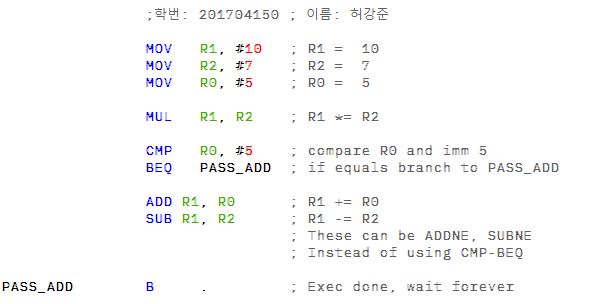 ;학번: 201704150 ; 이름: 허강준
MOV R1, #10 ; R1 = 10
MOV R2, #7 ; R2 = 7
MOV R0, #5 ; R0 = 5
MUL R1, R2 ; R1 *= R2
CMP R0, #5 ; compare R0 and imm 5
BEQ PASS_ADD ; if equals branch to PASS_ADD
ADD R1, R0 ; R1 += R0
SUB R1, R2 ; R1 -= R2
; These can be ADDNE, SUBNE
; Instead of using CMP-BEQ
PASS_ADD B . ; Exec done, wait forever